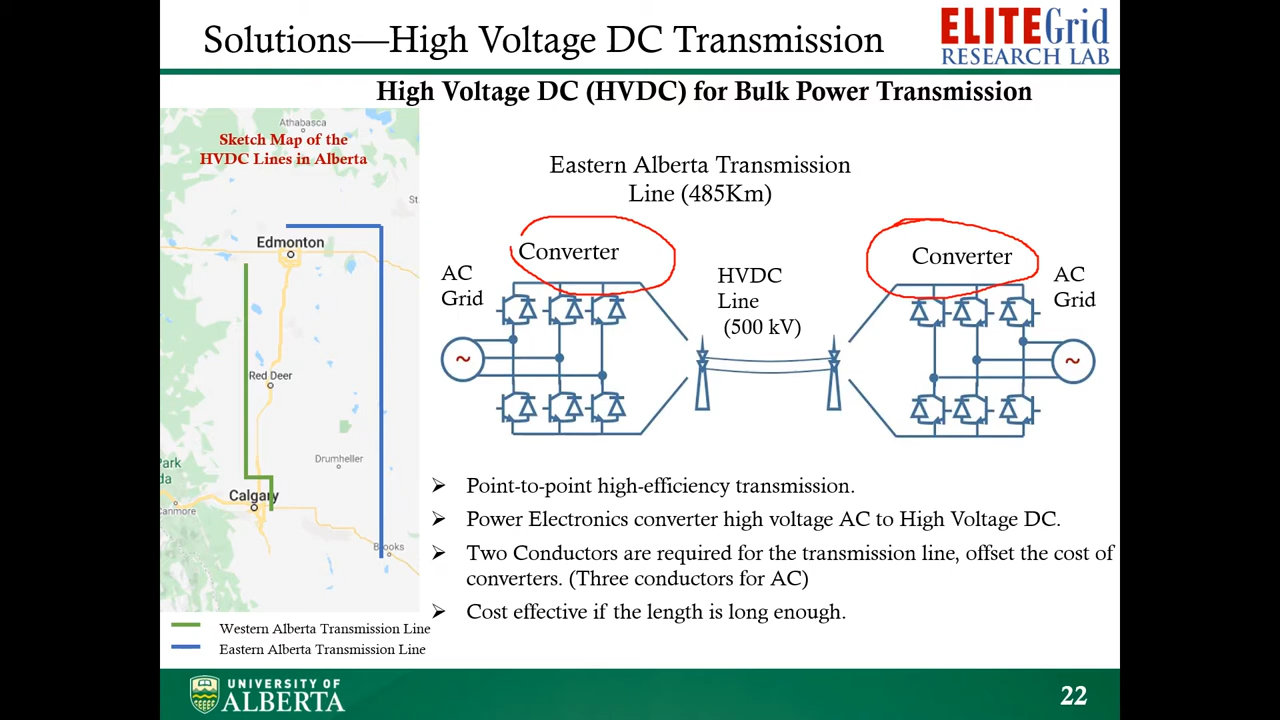 Solutions—High Voltage DC Transmission
ELITEGrid
RESEARCH LAB
High Voltage DC (HVDC) for Bulk Power Transmission
Athabasca
Sketch Map of the
HVDC Lines in Alberta
St.
Edmonton
Red Deer
Drumheller
Park
da
Calgary
Canmore
Brooks
Western Alberta Transmission Line
Eastern Alberta Transmission Line
Eastern Alberta Transmission
Line (485Km)
Converter
Converter
AC
Grid
HVDC
Line
(500 kV)
AC
Grid
~
~
➢ Point-to-point high-efficiency transmission.
➢ Power Electronics converter high voltage AC to High Voltage DC.
➢ Two Conductors are required for the transmission line, offset the cost of
converters. (Three conductors for AC)
➢ Cost effective if the length is long enough.
UNIVERSITY OF
ALBERTA
22